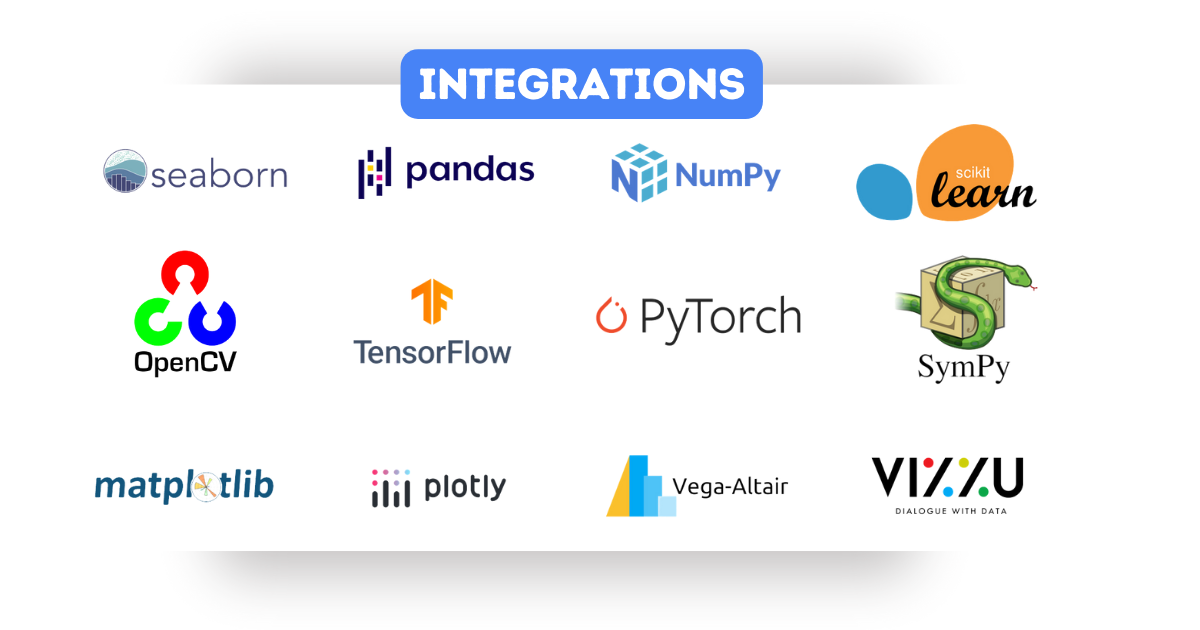 INTEGRATIONS
seaborn
pandas
NumPy
scikit
learn
OpenCV
TensorFlow
PyTorch
SymPy
matplotlib
plotly
Vega-Altair
VIZZU
DIALOGUE WITH DATA